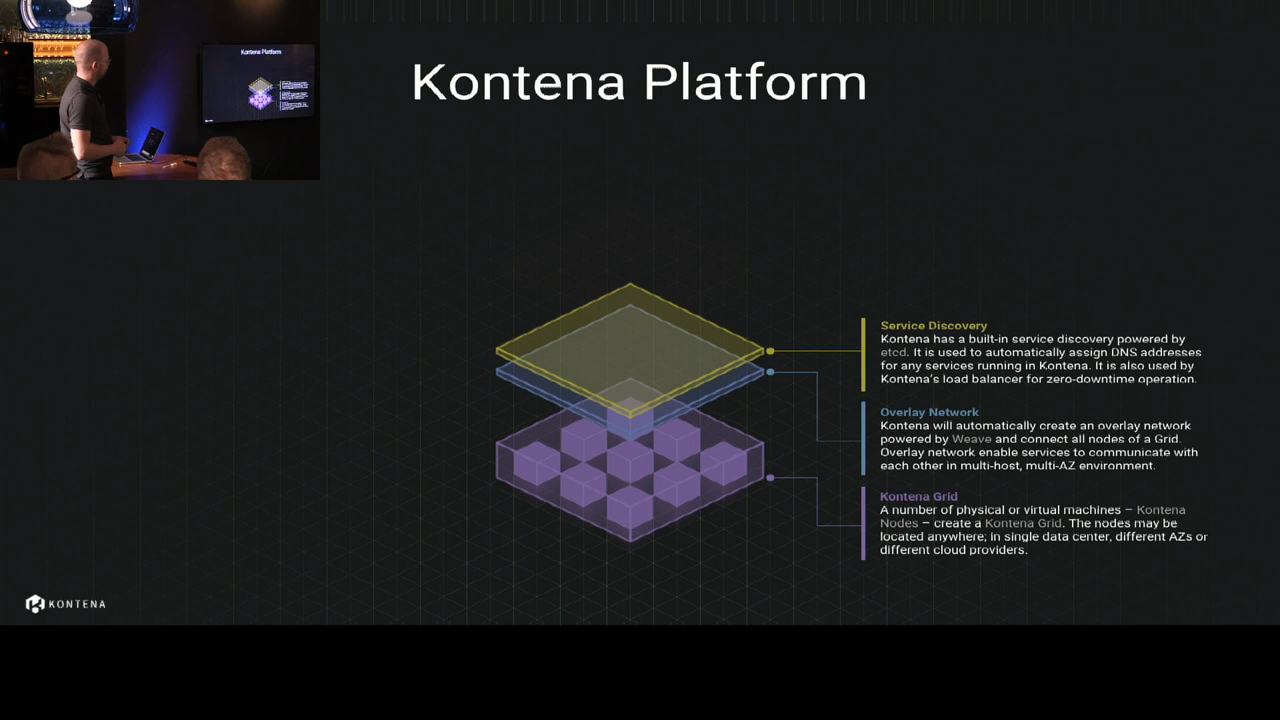 Kontena Platform
Kontena Platform
Service Discovery
Kontena has a built-in service discovery powered by
etcd. It is used to automatically assign DNS addresses
for any services running in Kontena. It is also used by
Kontena's load balancer for zero-downtime operation.
Overlay Network
Kontena will automatically create an overlay network
powered by Weave and connect all nodes of a Grid.
Overlay network enable services to communicate with
each other in multi-host, multi-AZ environment.
Kontena Grid
A number of physical or virtual machines – Kontena
Nodes – create a Kontena Grid. The nodes may be
located anywhere; in single data center, different AZs or
different cloud providers.
KONTENA